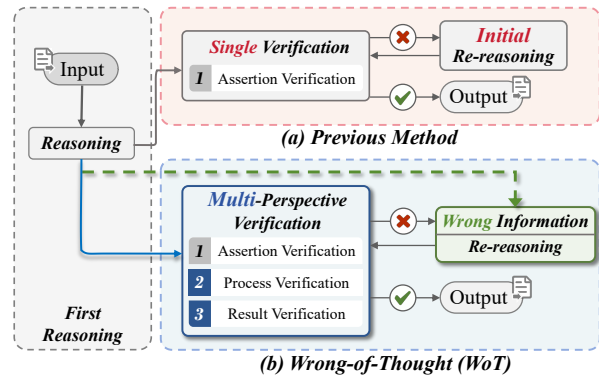 Input
Reasoning
First
Reasoning
Single Verification
1 Assertion Verification
Initial
Re-reasoning
Output
(a) Previous Method
Multi-Perspective
Verification
1 Assertion Verification
2 Process Verification
3 Result Verification
Wrong Information
Re-reasoning
Output
(b) Wrong-of-Thought (WoT)